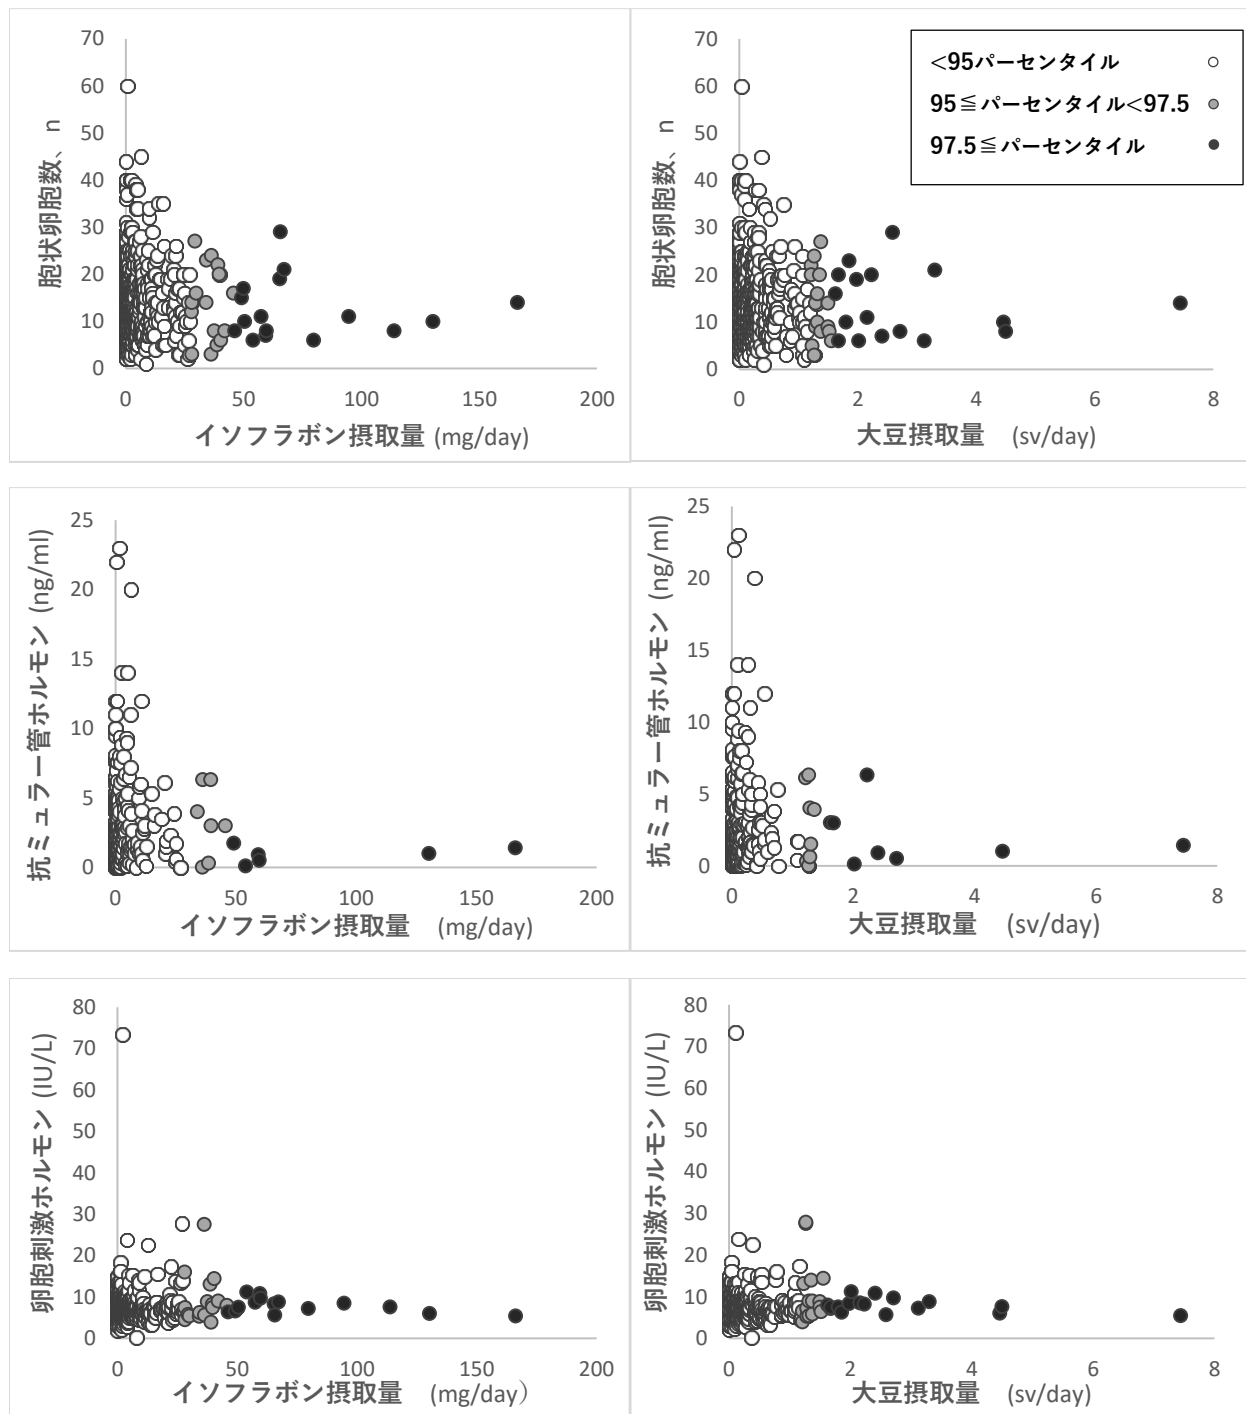 70
60
50
40
30
20
10
0
胞状卵胞数、n
0 50 100 150 200
イソフラボン摂取量 (mg/day)
70
60
50
40
30
20
10
0
胞状卵胞数、n
0 2 4 6 8
大豆摂取量 (sv/day)
<95パーセンタイル
95≦パーセンタイル<97.5
97.5≦パーセンタイル
25
20
15
10
5
0
抗ミュラー管ホルモン (ng/ml)
0 50 100 150 200
イソフラボン摂取量 (mg/day)
25
20
15
10
5
0
抗ミュラー管ホルモン (ng/ml)
0 2 4 6 8
大豆摂取量 (sv/day)
80
70
60
50
40
30
20
10
0
卵胞刺激ホルモン (IU/L)
0 50 100 150 200
イソフラボン摂取量 (mg/day）
80
70
60
50
40
30
20
10
0
卵胞刺激ホルモン (IU/L)
0 2 4 6 8
大豆摂取量 (sv/day)